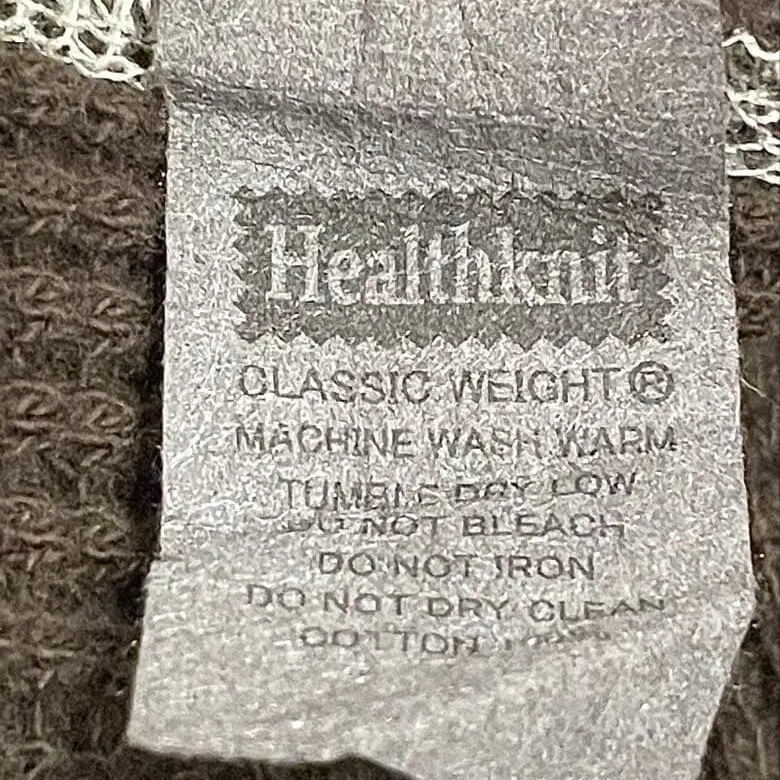 Healthknit
CLASSIC WEIGHT®
MACHINE WASH WARM
TUMBLE DRY LOW
DO NOT BLEACH
DO NOT IRON
DO NOT DRY CLEAN
COTTON